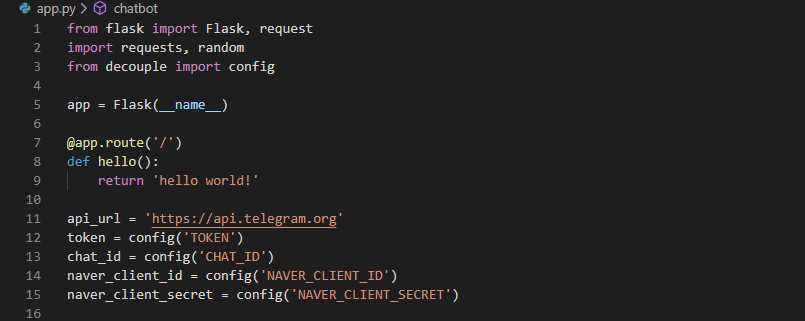 app.py > chatbot
1 from flask import Flask, request
2 import requests, random
3 from decouple import config
4
5 app = Flask(__name__)
6
7 @app.route('/')
8 def hello():
9     return 'hello world!'
10
11 api_url = 'https://api.telegram.org'
12 token = config('TOKEN')
13 chat_id = config('CHAT_ID')
14 naver_client_id = config('NAVER_CLIENT_ID')
15 naver_client_secret = config('NAVER_CLIENT_SECRET')
16